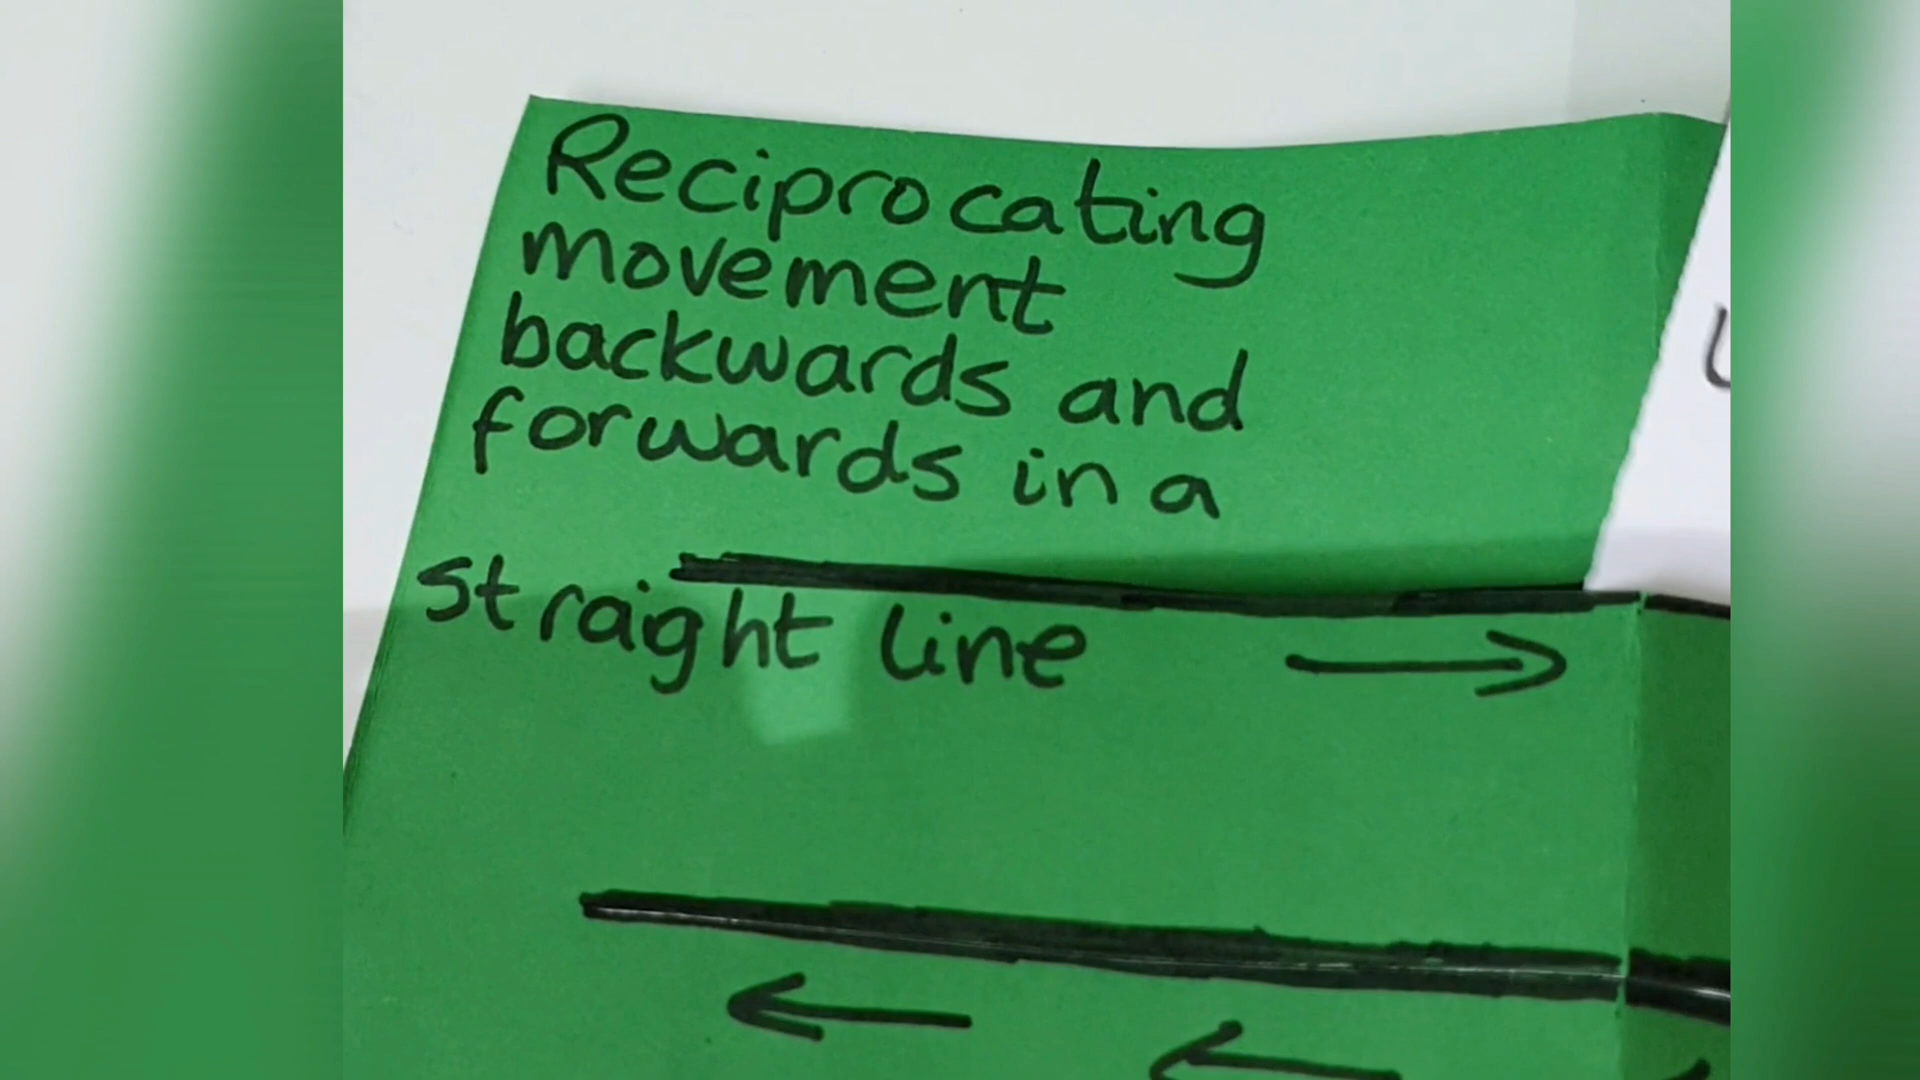 Reciprocating
movement
backwards and
forwards in a
straight line